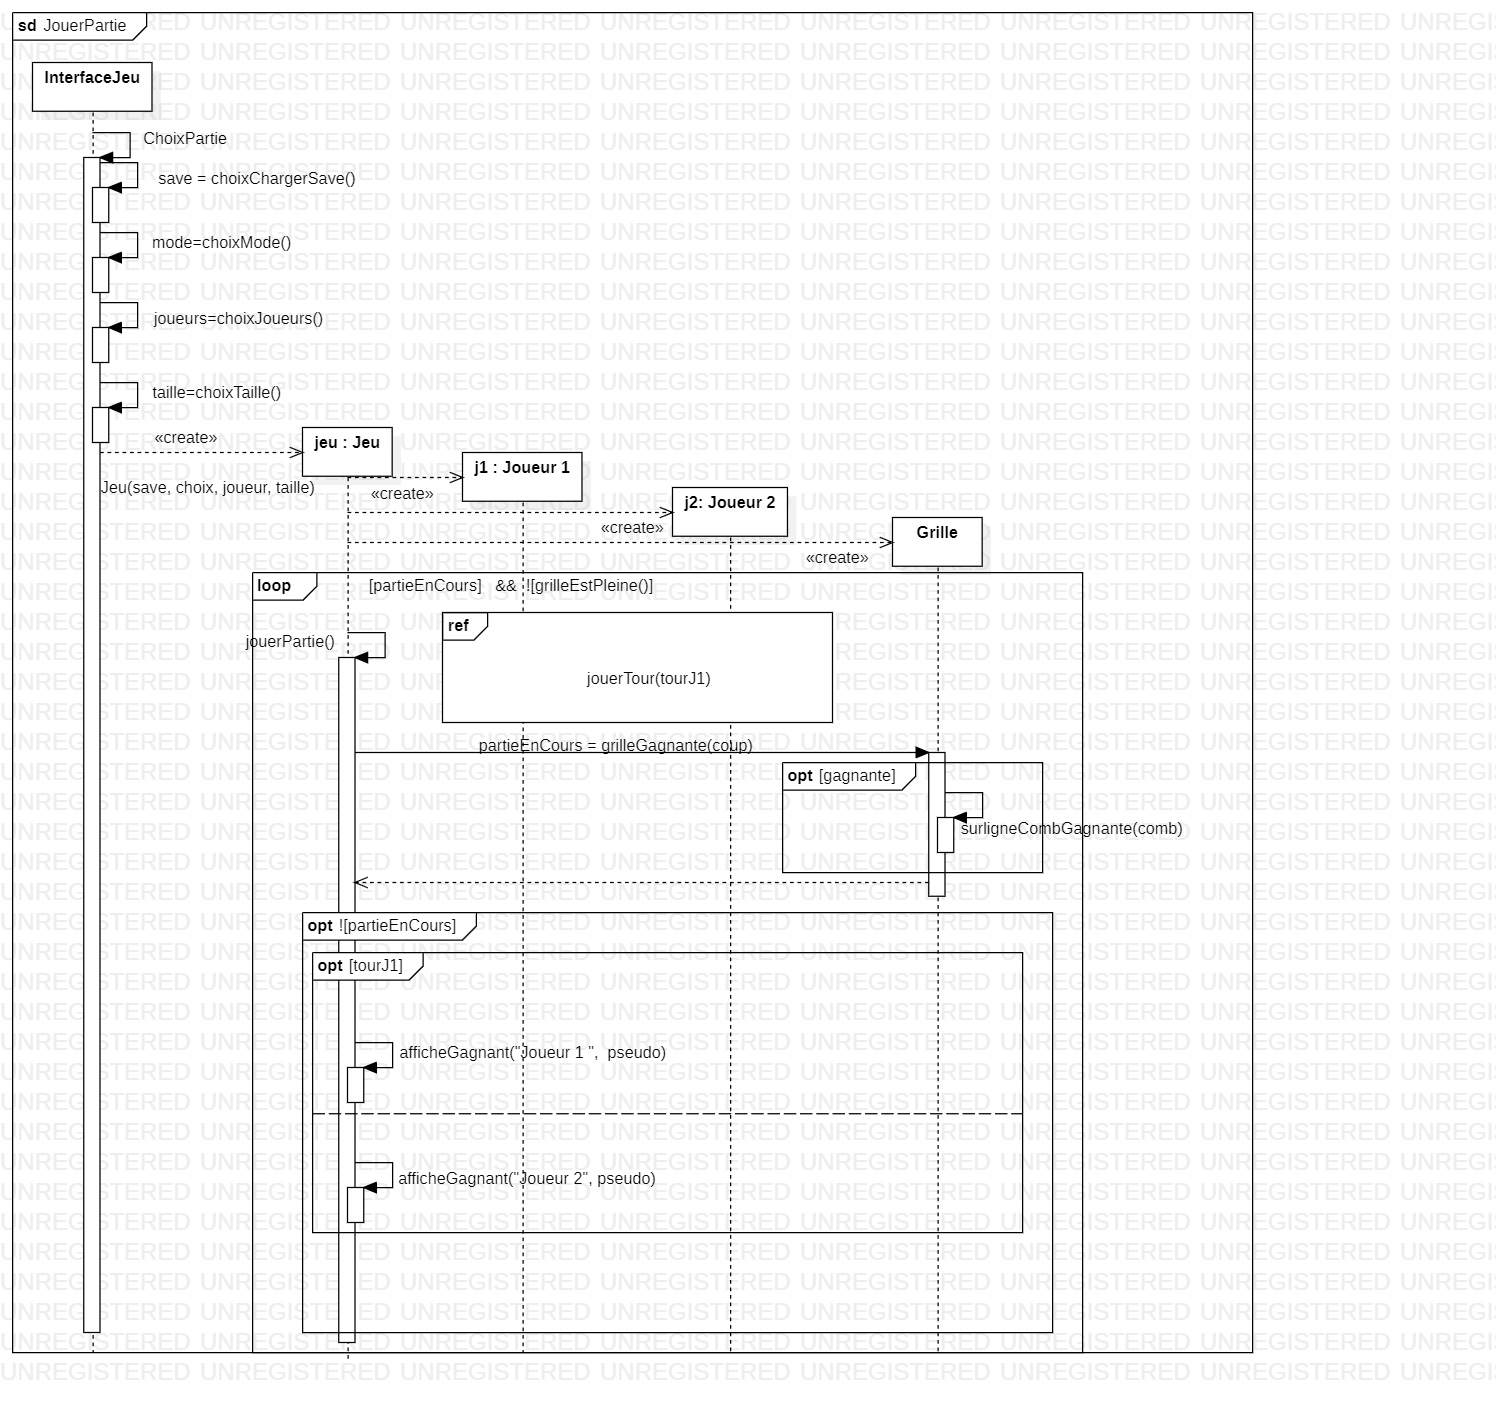 sd JouerPartie
InterfaceJeu
ChoixPartie
save = choixChargerSave()
mode=choixMode()
joueurs=choixJoueurs()
taille=choixTaille()
«create»
jeu : Jeu
Jeu(save, choix, joueur, taille)
«create»
j1 : Joueur 1
«create»
j2: Joueur 2
«create»
Grille
loop [partieEnCours] && ![grilleEstPleine()]
ref
jouerPartie()
jouerTour(tourJ1)
partieEnCours = grilleGagnante(coup)
opt [gagnante]
surligneCombGagnante(comb)
opt ![partieEnCours]
opt [tourJ1]
afficheGagnant("Joueur 1 ", pseudo)
afficheGagnant("Joueur 2", pseudo)
UNREGISTERED